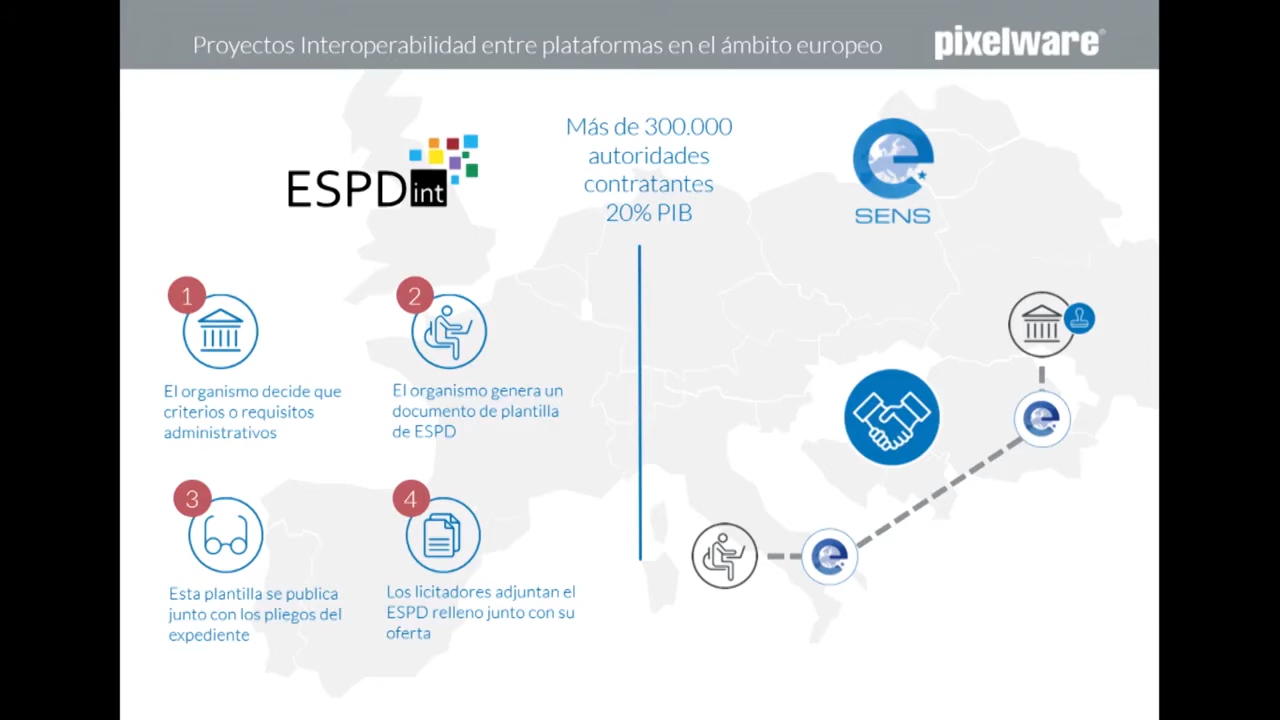 Proyectos Interoperabilidad entre plataformas en el ámbito europeo
pixelware®
ESPDint
Más de 300.000
autoridades
contratantes
20% PIB
e
SENS
1
2
El organismo decide que
criterios o requisitos
administrativos
El organismo genera un
documento de plantilla
de ESPD
3
4
Esta plantilla se publica
junto con los pliegos del
expediente
Los licitadores adjuntan el
ESPD relleno junto con su
oferta
e
e